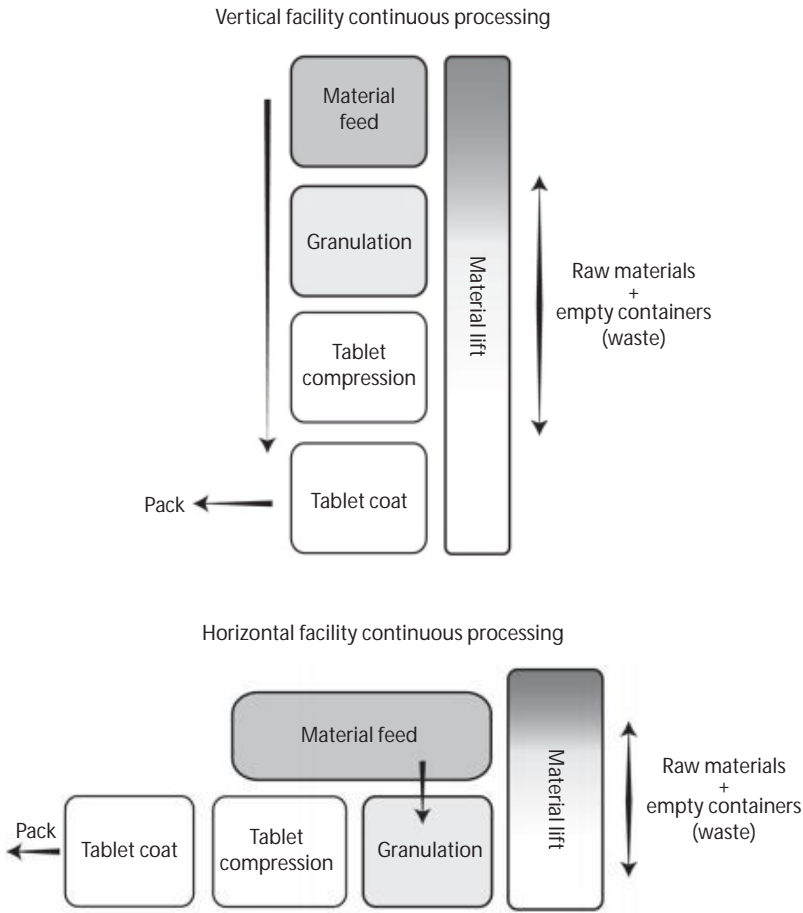 Vertical facility continuous processing
Material
feed
Granulation
Tablet
compression
Tablet coat
Material lift
Raw materials
+
empty containers
(waste)
Pack
Horizontal facility continuous processing
Material feed
Pack
Tablet coat
Tablet
compression
Granulation
Material lift
Raw materials
+
empty containers
(waste)